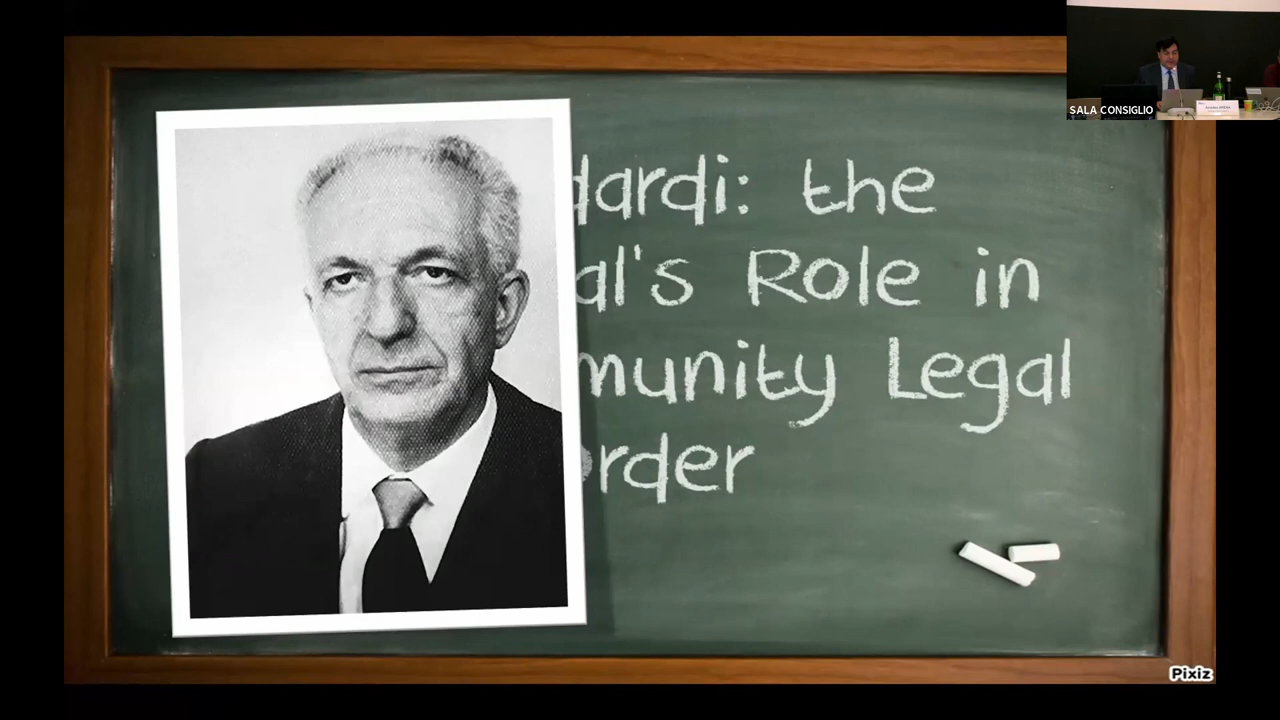 dardi: the
al's Role in
munity Legal
rder
SALA CONSIGLIO
Pixiz